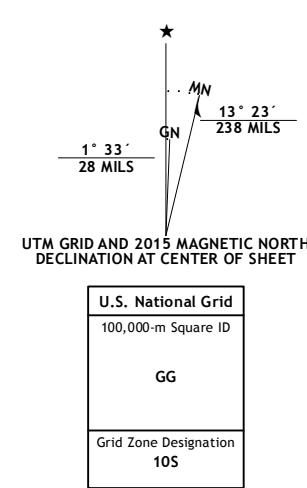 ★
MN
GN
13° 23´
238 MILS
1° 33´
28 MILS
UTM GRID AND 2015 MAGNETIC NORTH
DECLINATION AT CENTER OF SHEET
U.S. National Grid
100,000-m Square ID
GG
Grid Zone Designation
10S